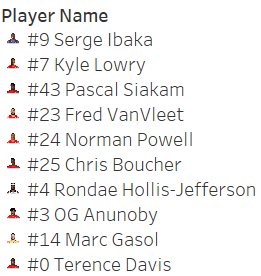 Player Name
#9 Serge Ibaka
#7 Kyle Lowry
#43 Pascal Siakam
#23 Fred VanVleet
#24 Norman Powell
#25 Chris Boucher
#4 Rondae Hollis-Jefferson
#3 OG Anunoby
#14 Marc Gasol
#0 Terence Davis